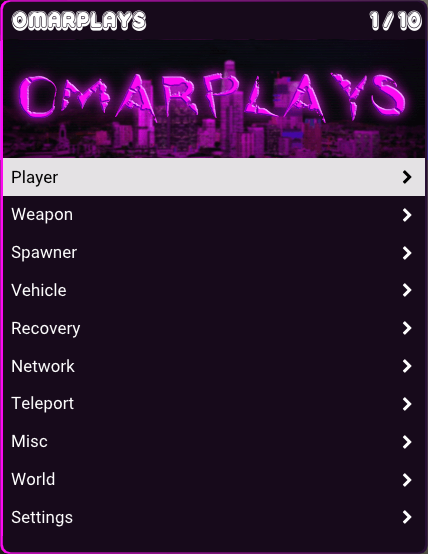 OMARPLAYS 1 / 10
OMARPLAYS
Player
Weapon
Spawner
Vehicle
Recovery
Network
Teleport
Misc
World
Settings